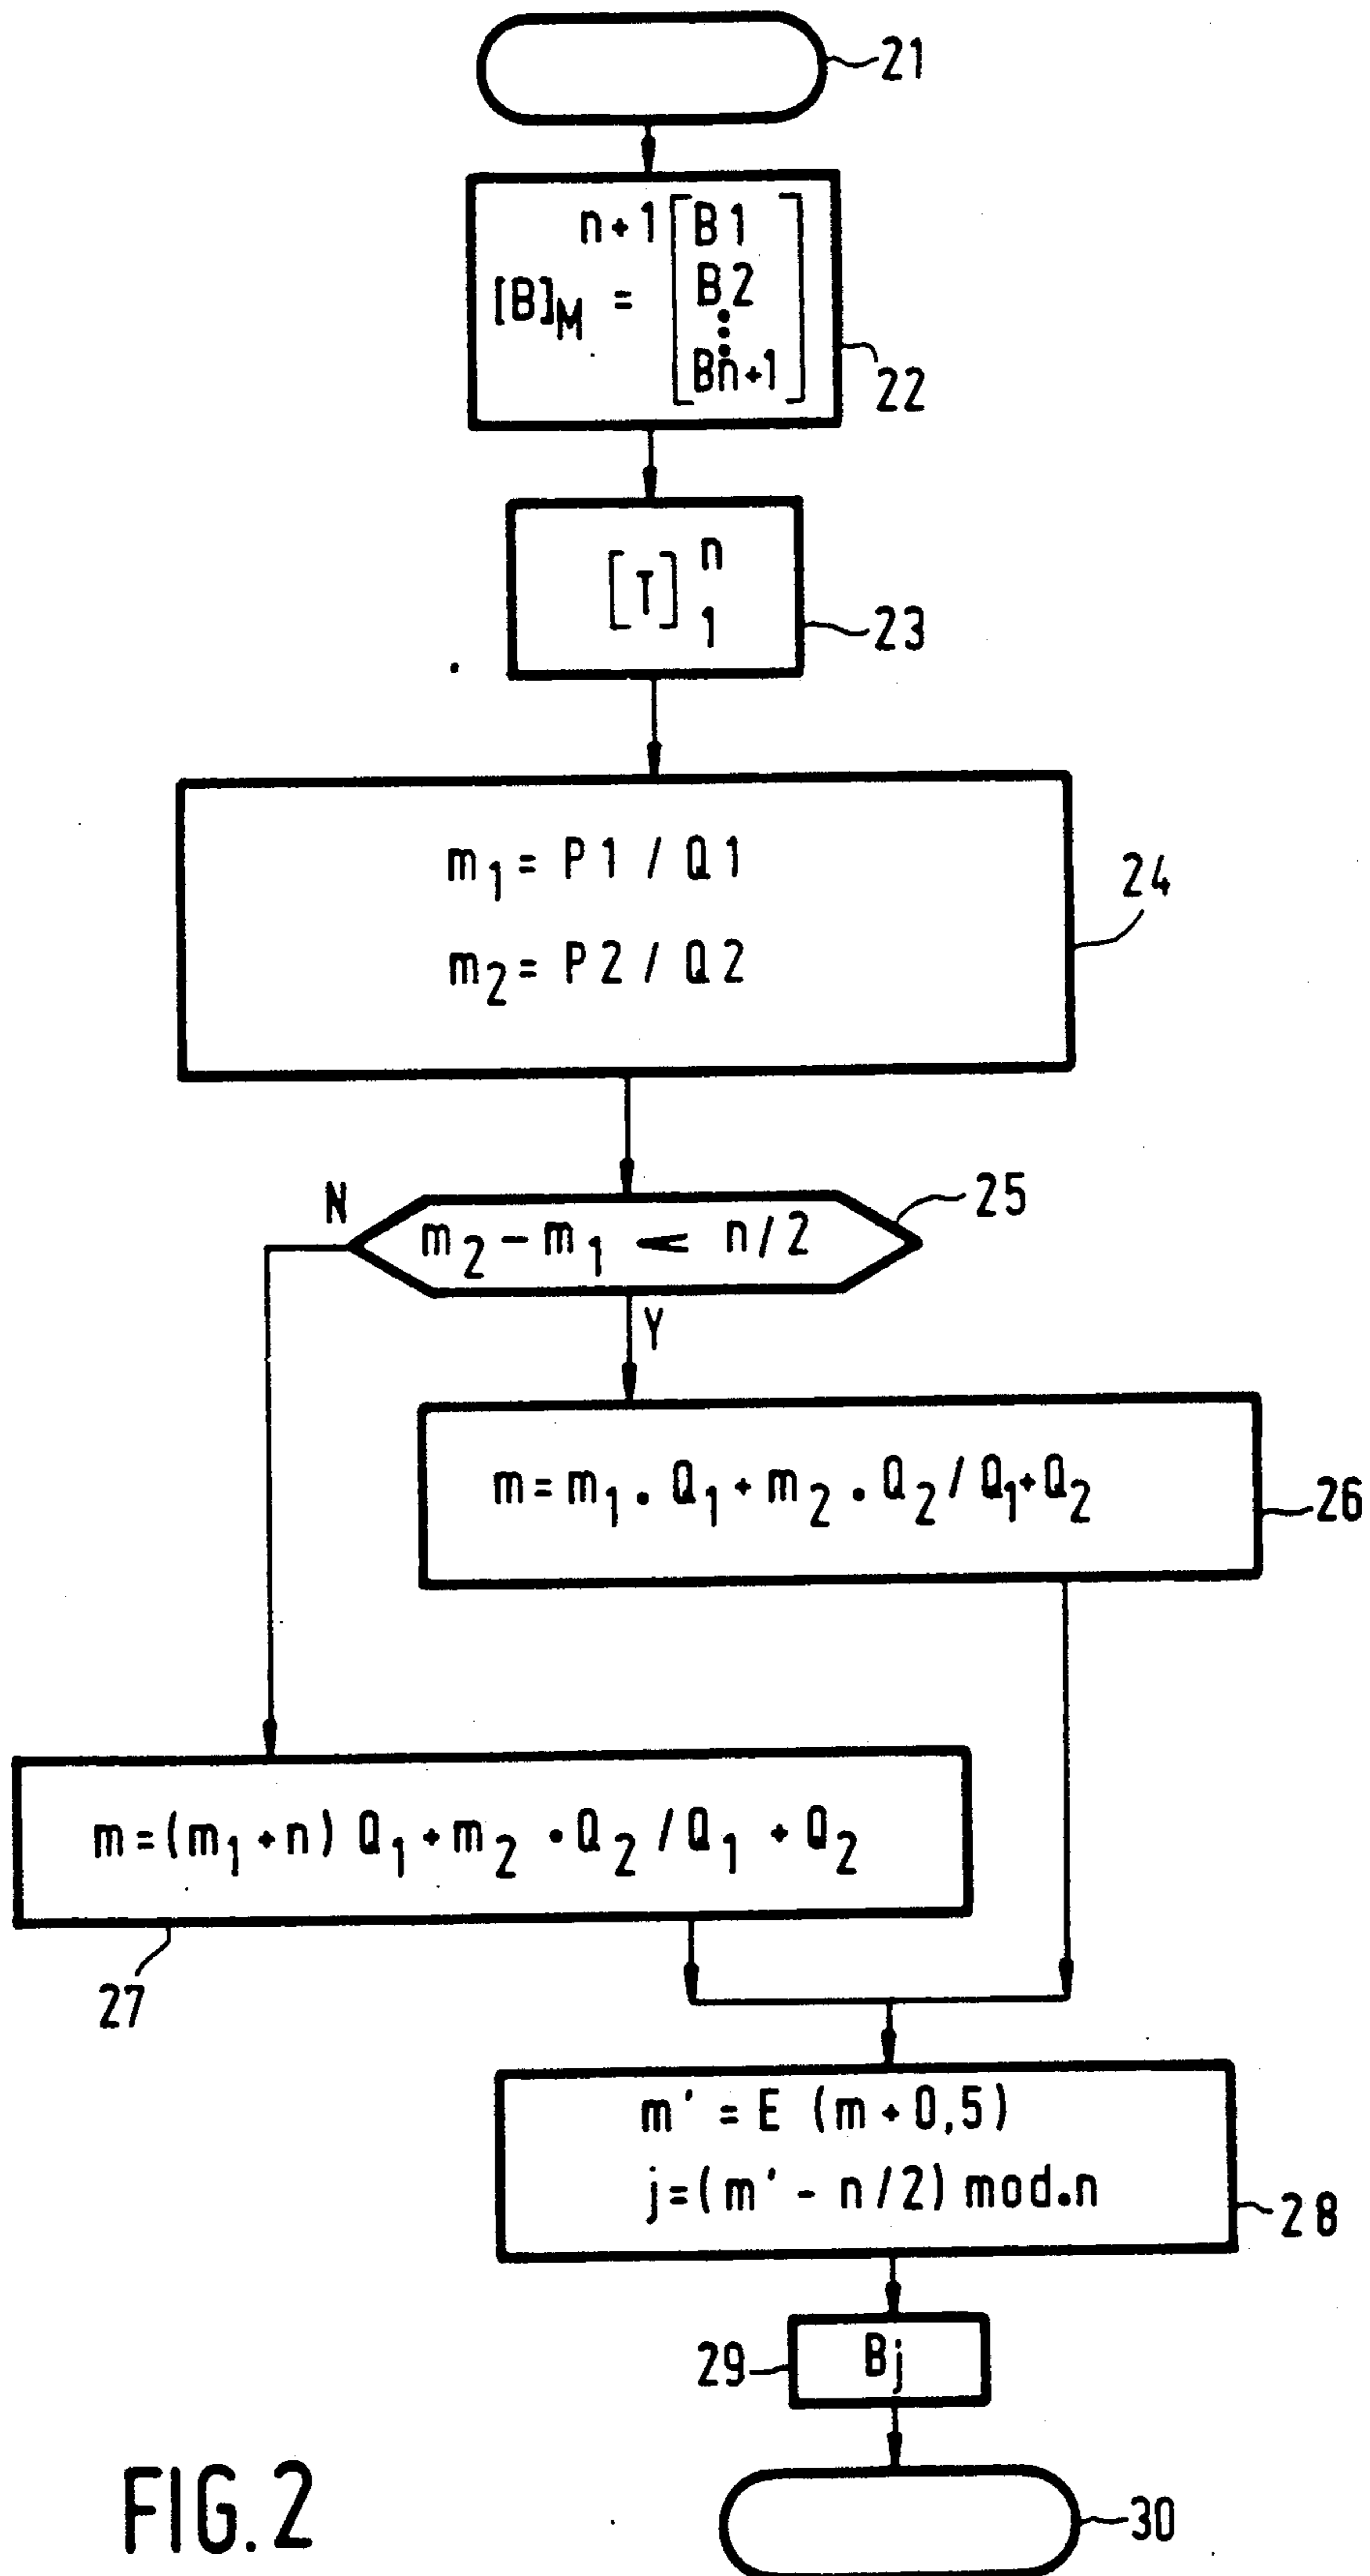 21
n+1 [B1
[B]M = B2
⋮
Bn+1]
22
[T] n
1
23
m1 = P1 / Q1
m2 = P2 / Q2
24
N
m2 − m1 < n/2
25
Y
m = m1 . Q1 + m2 . Q2 / Q1+Q2
26
m = (m1 + n) Q1 + m2 . Q2 / Q1 + Q2
27
m' = E (m + 0,5)
j = (m' - n/2) mod.n
28
29
Bj
30
FIG. 2